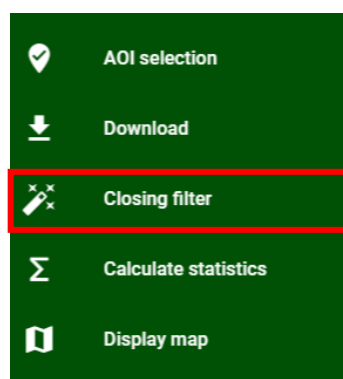 AOI selection
Download
Closing filter
Calculate statistics
Display map